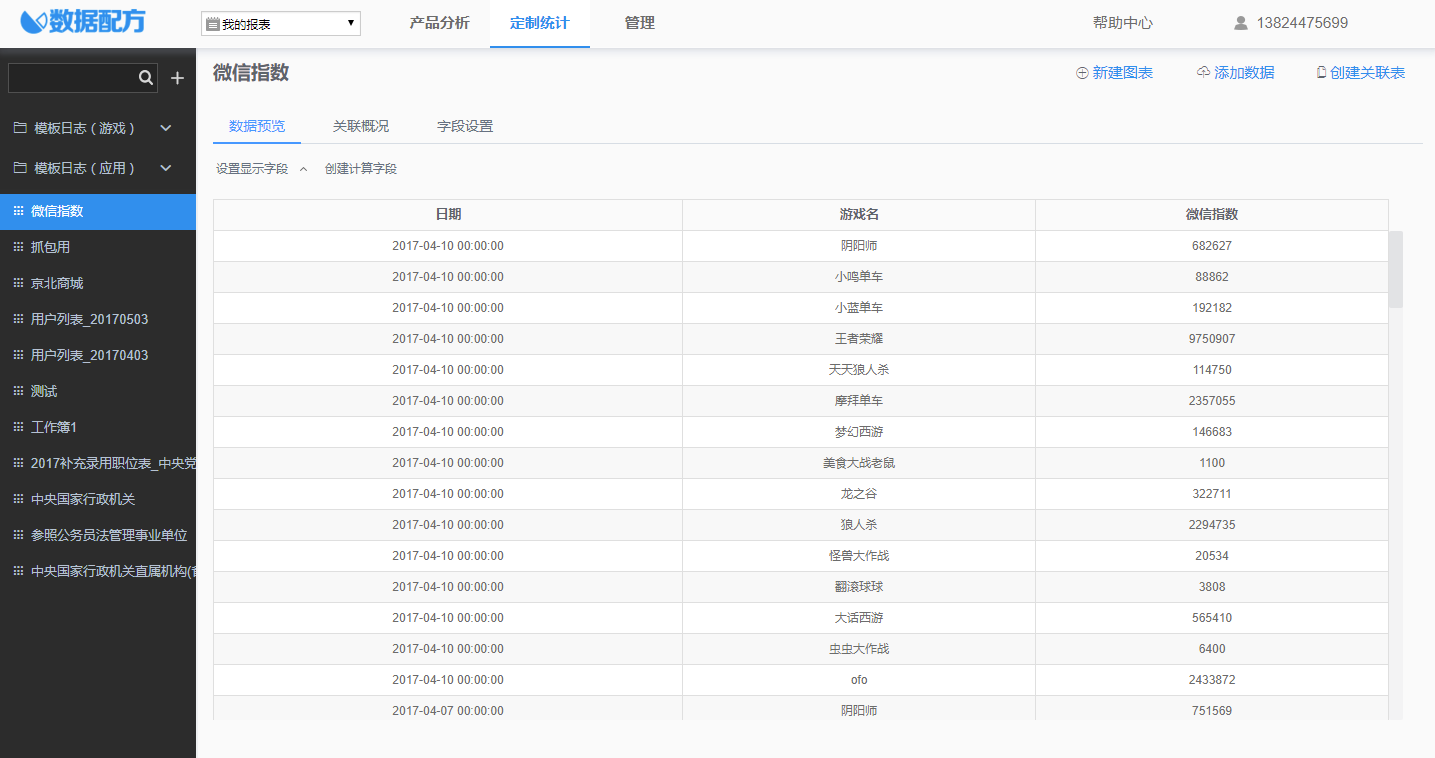 数据配方 我的报表 产品分析 定制统计 管理 帮助中心 13824475699
微信指数 新建图表 添加数据 创建关联表
模板日志（游戏）
模板日志（应用）
微信指数
抓包用
京北商城
用户列表_20170503
用户列表_20170403
测试
工作簿1
2017补充录用职位表_中央党
中央国家行政机关
参照公务员法管理事业单位
中央国家行政机关直属机构(省
数据预览 关联概况 字段设置
设置显示字段 创建计算字段
日期 游戏名 微信指数
2017-04-10 00:00:00 阴阳师 682627
2017-04-10 00:00:00 小鸣单车 88862
2017-04-10 00:00:00 小蓝单车 192182
2017-04-10 00:00:00 王者荣耀 9750907
2017-04-10 00:00:00 天天狼人杀 114750
2017-04-10 00:00:00 摩拜单车 2357055
2017-04-10 00:00:00 梦幻西游 146683
2017-04-10 00:00:00 美食大战老鼠 1100
2017-04-10 00:00:00 龙之谷 322711
2017-04-10 00:00:00 狼人杀 2294735
2017-04-10 00:00:00 怪兽大作战 20534
2017-04-10 00:00:00 翻滚球球 3808
2017-04-10 00:00:00 大话西游 565410
2017-04-10 00:00:00 虫虫大作战 6400
2017-04-10 00:00:00 ofo 2433872
2017-04-07 00:00:00 阴阳师 751569